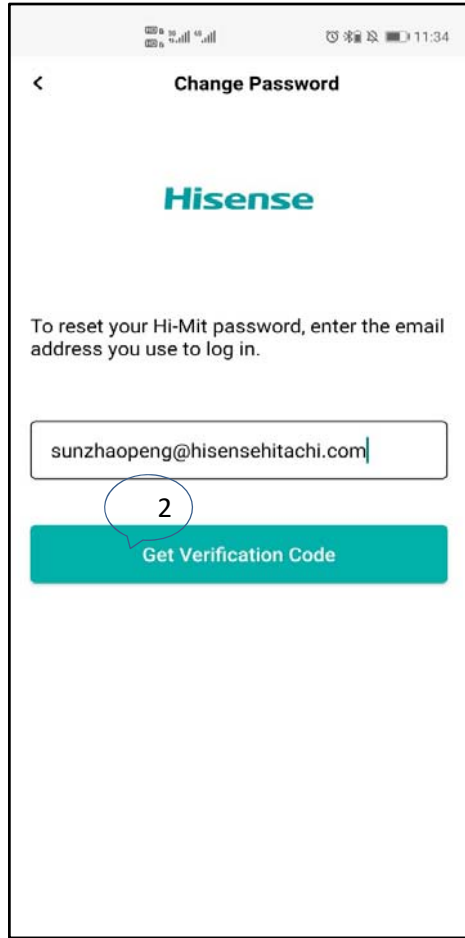 11:34
Change Password
Hisense
To reset your Hi-Mit password, enter the email
address you use to log in.
sunzhaopeng@hisensehitachi.com
2
Get Verification Code